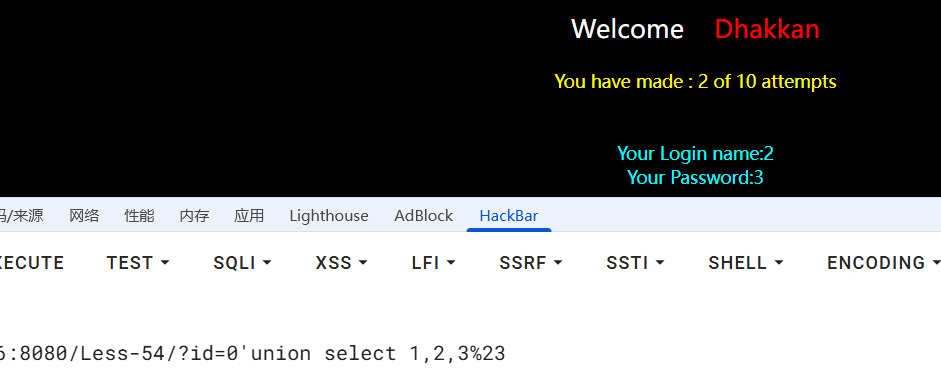 Welcome Dhakkan
You have made : 2 of 10 attempts
Your Login name:2
Your Password:3
码/来源 网络 性能 内存 应用 Lighthouse AdBlock HackBar
XECUTE TEST SQLI XSS LFI SSRF SSTI SHELL ENCODING
6:8080/Less-54/?id=0'union select 1,2,3%23